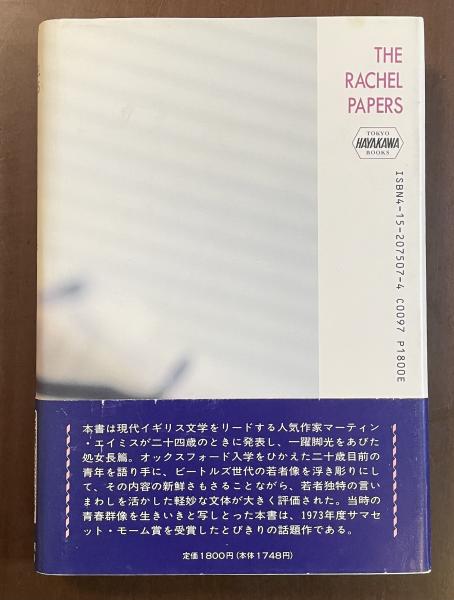 THE
RACHEL
PAPERS
TOKYO
HAYAKAWA
BOOKS
ISBN4-15-207507-4 C0097 P1800E
本書は現代イギリス文学をリードする人気作家マーティン
・エイミスが二十四歳のときに発表し、一躍脚光をあびた
処女長篇。オックスフォード入学をひかえた二十歳目前の
青年を語り手に、ビートルズ世代の若者像を浮き彫りにし
て、その内容の新鮮さもさることながら、若者独特の言い
まわしを活かした軽妙な文体が大きく評価された。当時の
青春群像を生きいきと写しとった本書は、1973年度サマセ
ット・モーム賞を受賞したとびきりの話題作である。
定価1800円(本体1748円)